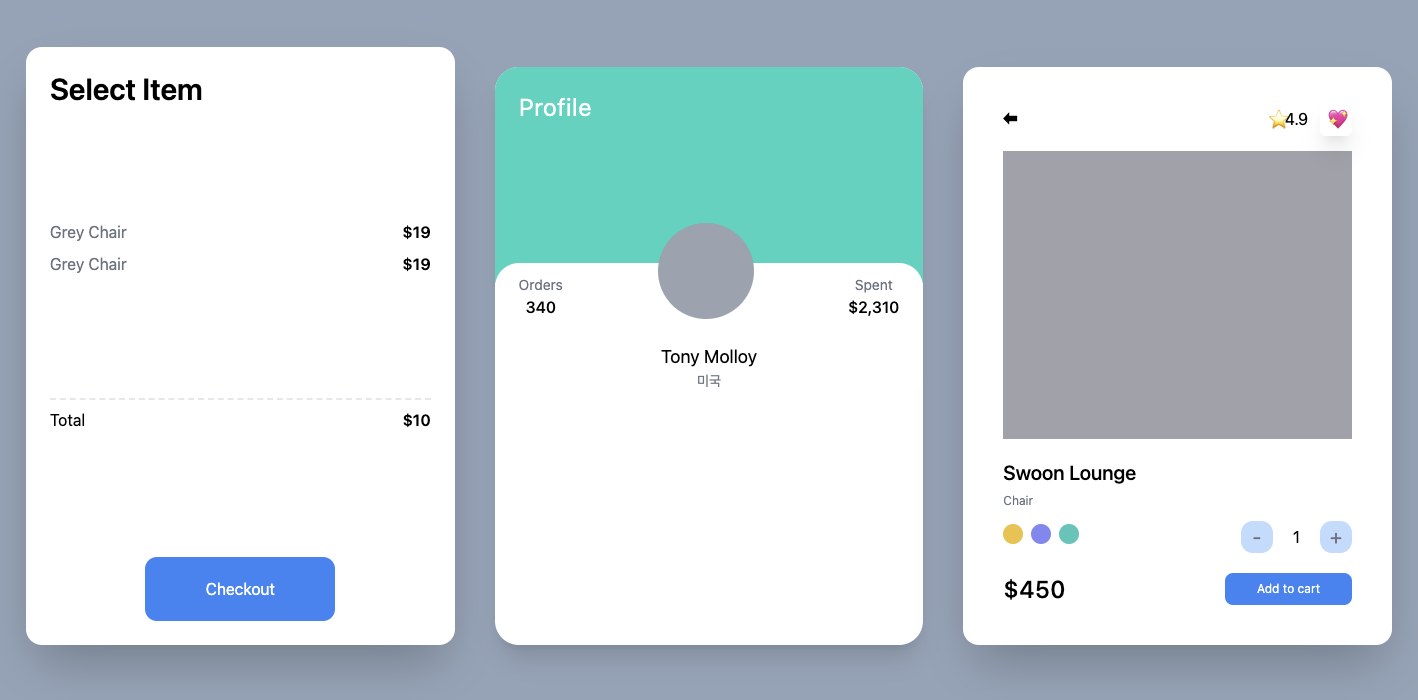 Select Item
Grey Chair $19
Grey Chair $19
Total $10
Checkout
Profile
Orders
340
Spent
$2,310
Tony Molloy
미국
4.9
Swoon Lounge
Chair
- 1 +
$450
Add to cart